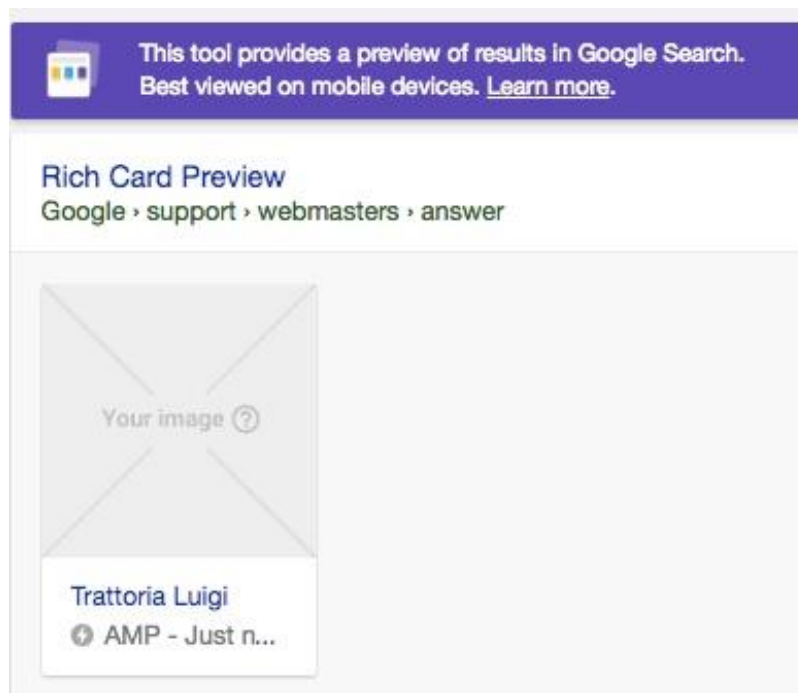 This tool provides a preview of results in Google Search.
Best viewed on mobile devices. Learn more.
Rich Card Preview
Google › support › webmasters › answer
Your image ?
Trattoria Luigi
AMP - Just n...